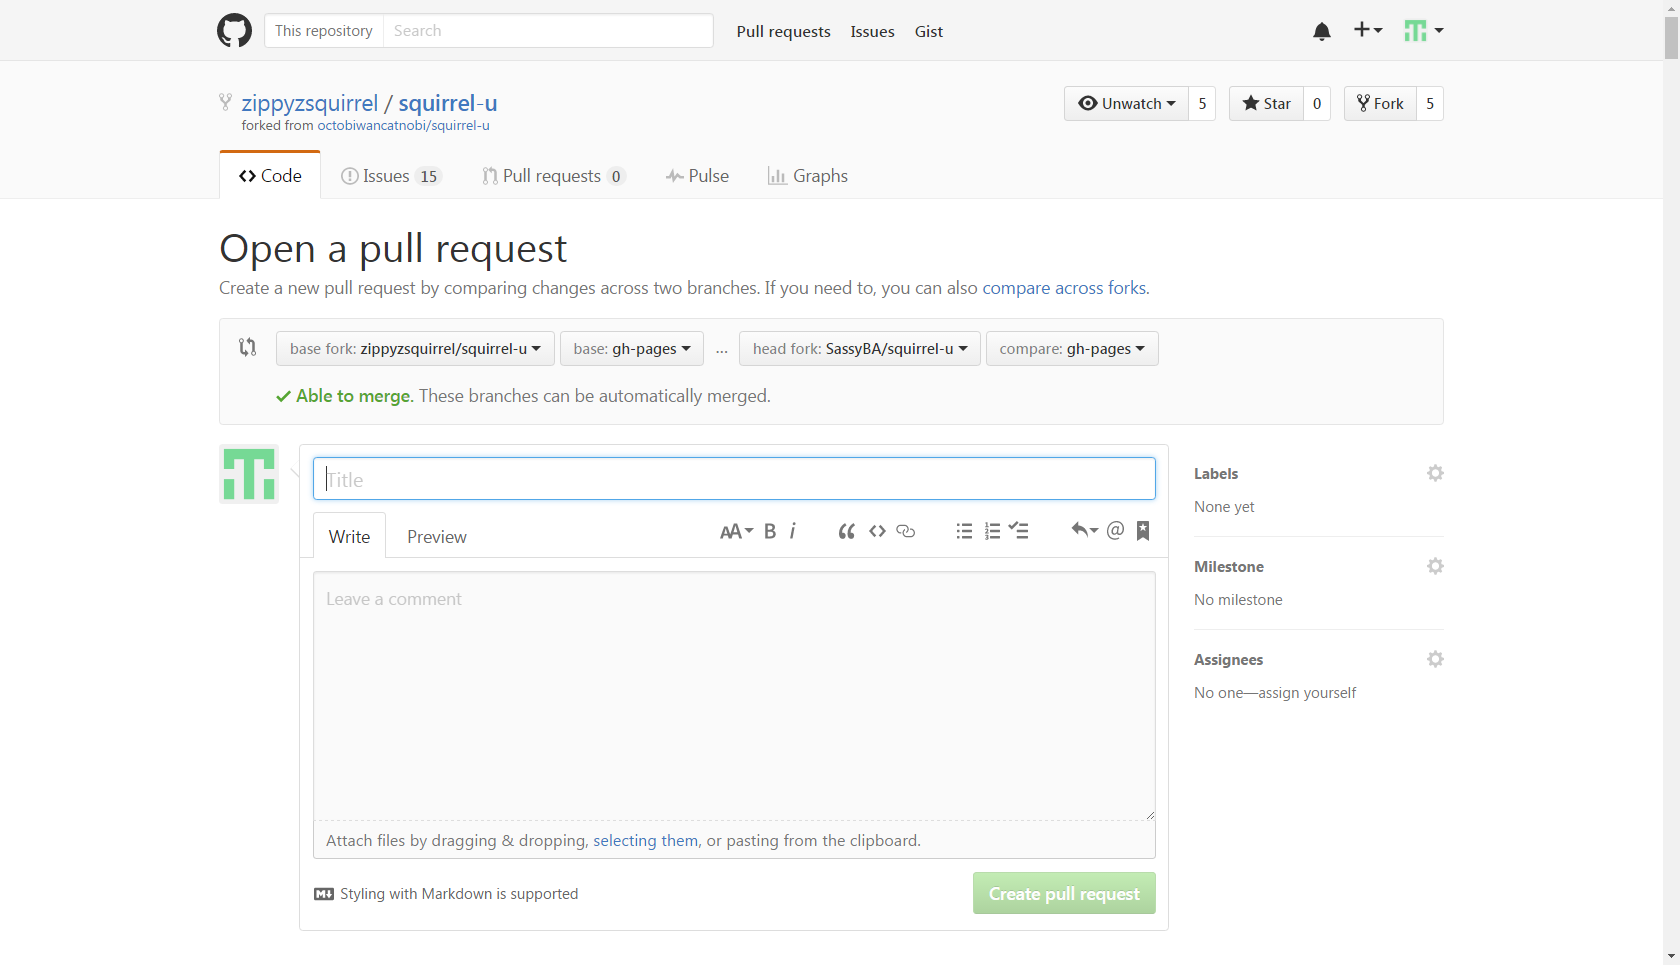 This repository Search Pull requests Issues Gist
zippyzsquirrel / squirrel-u Unwatch 5 Star 0 Fork 5
forked from octobiwancatnobi/squirrel-u
Code Issues 15 Pull requests 0 Pulse Graphs
Open a pull request
Create a new pull request by comparing changes across two branches. If you need to, you can also compare across forks.
base fork: zippyzsquirrel/squirrel-u base: gh-pages ... head fork: SassyBA/squirrel-u compare: gh-pages
Able to merge. These branches can be automatically merged.
Title
Write Preview AA B i @
Leave a comment
Attach files by dragging & dropping, selecting them, or pasting from the clipboard.
Styling with Markdown is supported Create pull request
Labels
None yet
Milestone
No milestone
Assignees
No one—assign yourself